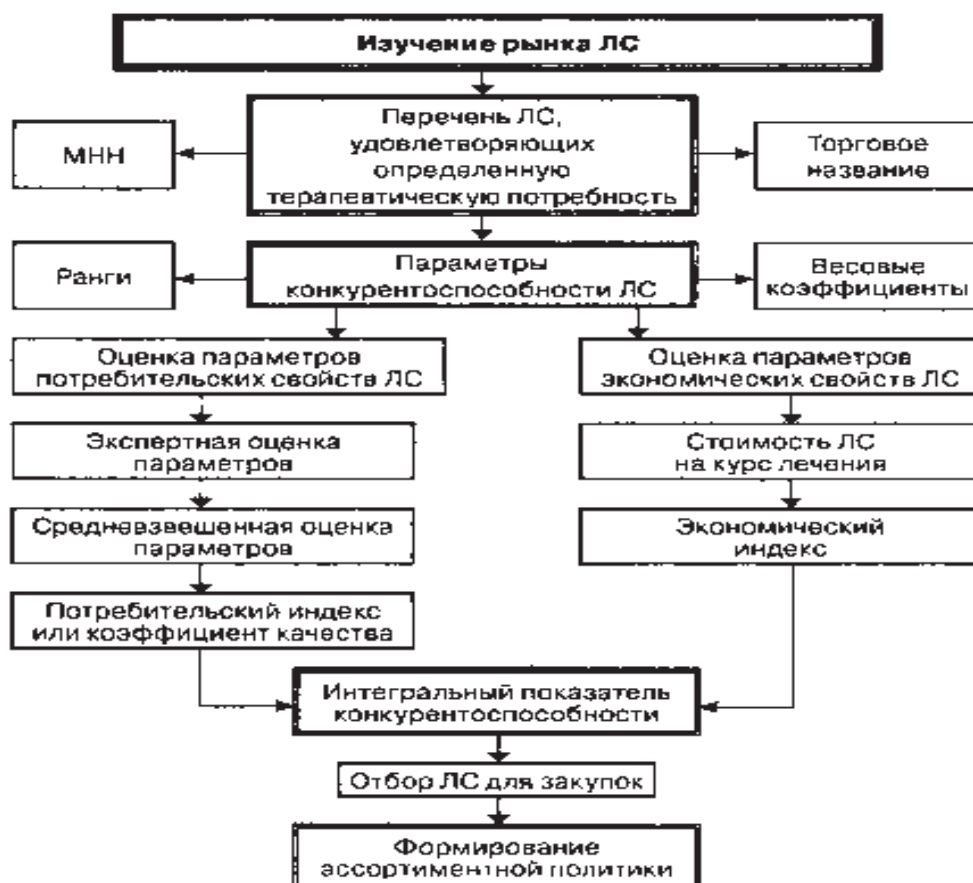 Изучение рынка ЛС
МНН
Перечень ЛС,
удовлетворяющих
определенную
терапевтическую потребность
Торговое
название
Ранги
Параметры
конкурентоспособности ЛС
Весовые
коэффициенты
Оценка параметров
потребительских свойств ЛС
Оценка параметров
экономических свойств ЛС
Экспертная оценка
параметров
Стоимость ЛС
на курс лечения
Средневзвешенная оценка
параметров
Экономический
индекс
Потребительский индекс
или коэффициент качества
Интегральный показатель
конкурентоспособности
Отбор ЛС для закупок
Формирование
ассортиментной политики